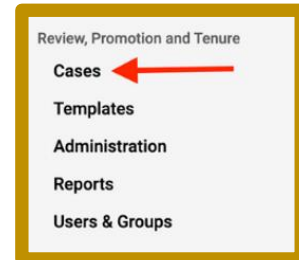 Review, Promotion and Tenure
Cases
Templates
Administration
Reports
Users & Groups